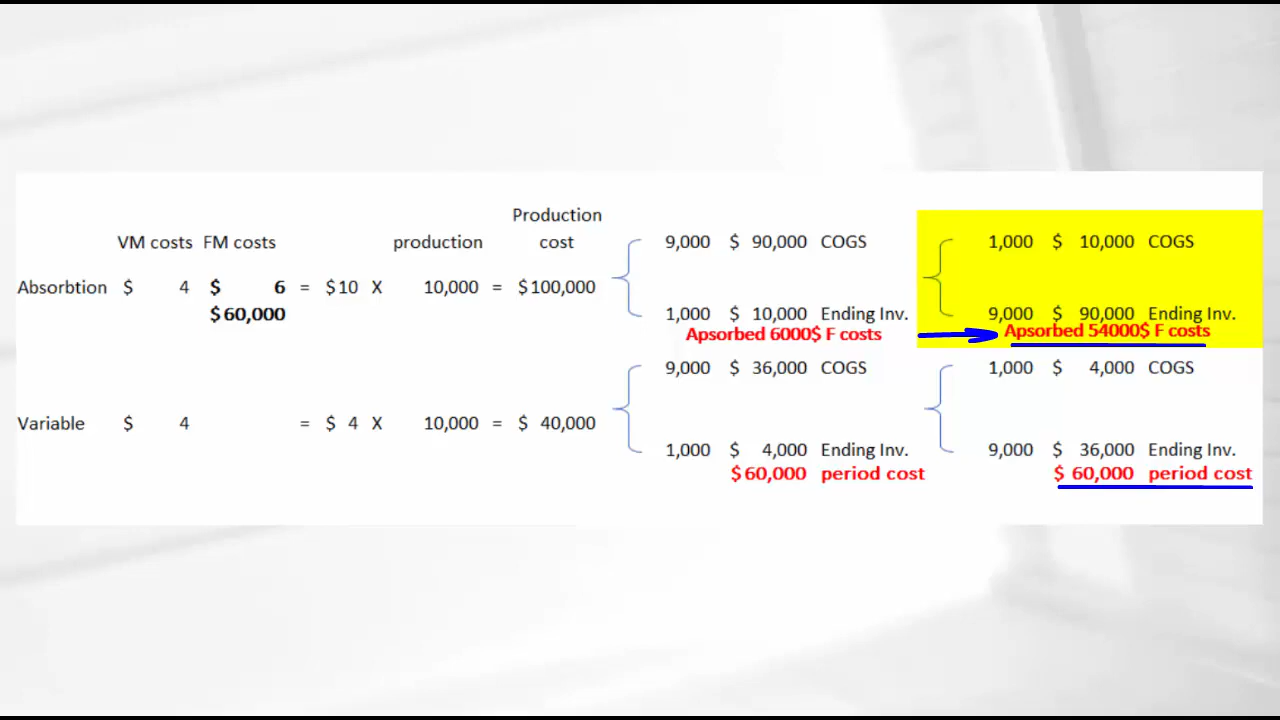 Production
VM costs FM costs production cost
9,000 $ 90,000 COGS 1,000 $ 10,000 COGS
Absorbtion $ 4 $ 6 = $10 X 10,000 = $100,000
$60,000 1,000 $ 10,000 Ending Inv. 9,000 $ 90,000 Ending Inv.
Apsorbed 6000$ F costs Apsorbed 54000$ F costs
9,000 $ 36,000 COGS 1,000 $ 4,000 COGS
Variable $ 4 = $ 4 X 10,000 = $ 40,000
1,000 $ 4,000 Ending Inv. 9,000 $ 36,000 Ending Inv.
$60,000 period cost $ 60,000 period cost